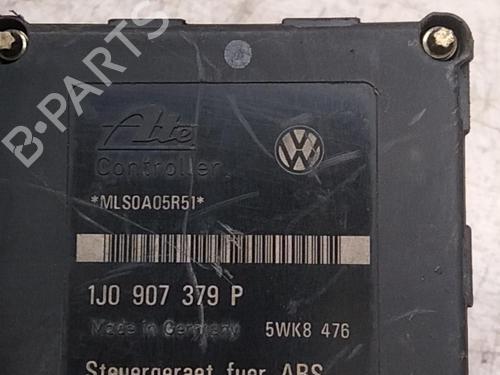 B-PARTS
Ate
Controller
*MLS0A05R51*
1J0 907 379 P
Made in Germany 5WK8 476
Steuergeraet fuer ABS